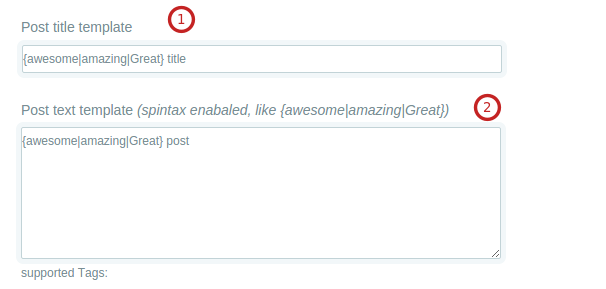 Post title template 1
{awesome|amazing|Great} title
Post text template (spintax enabaled, like {awesome|amazing|Great}) 2
{awesome|amazing|Great} post
supported Tags: